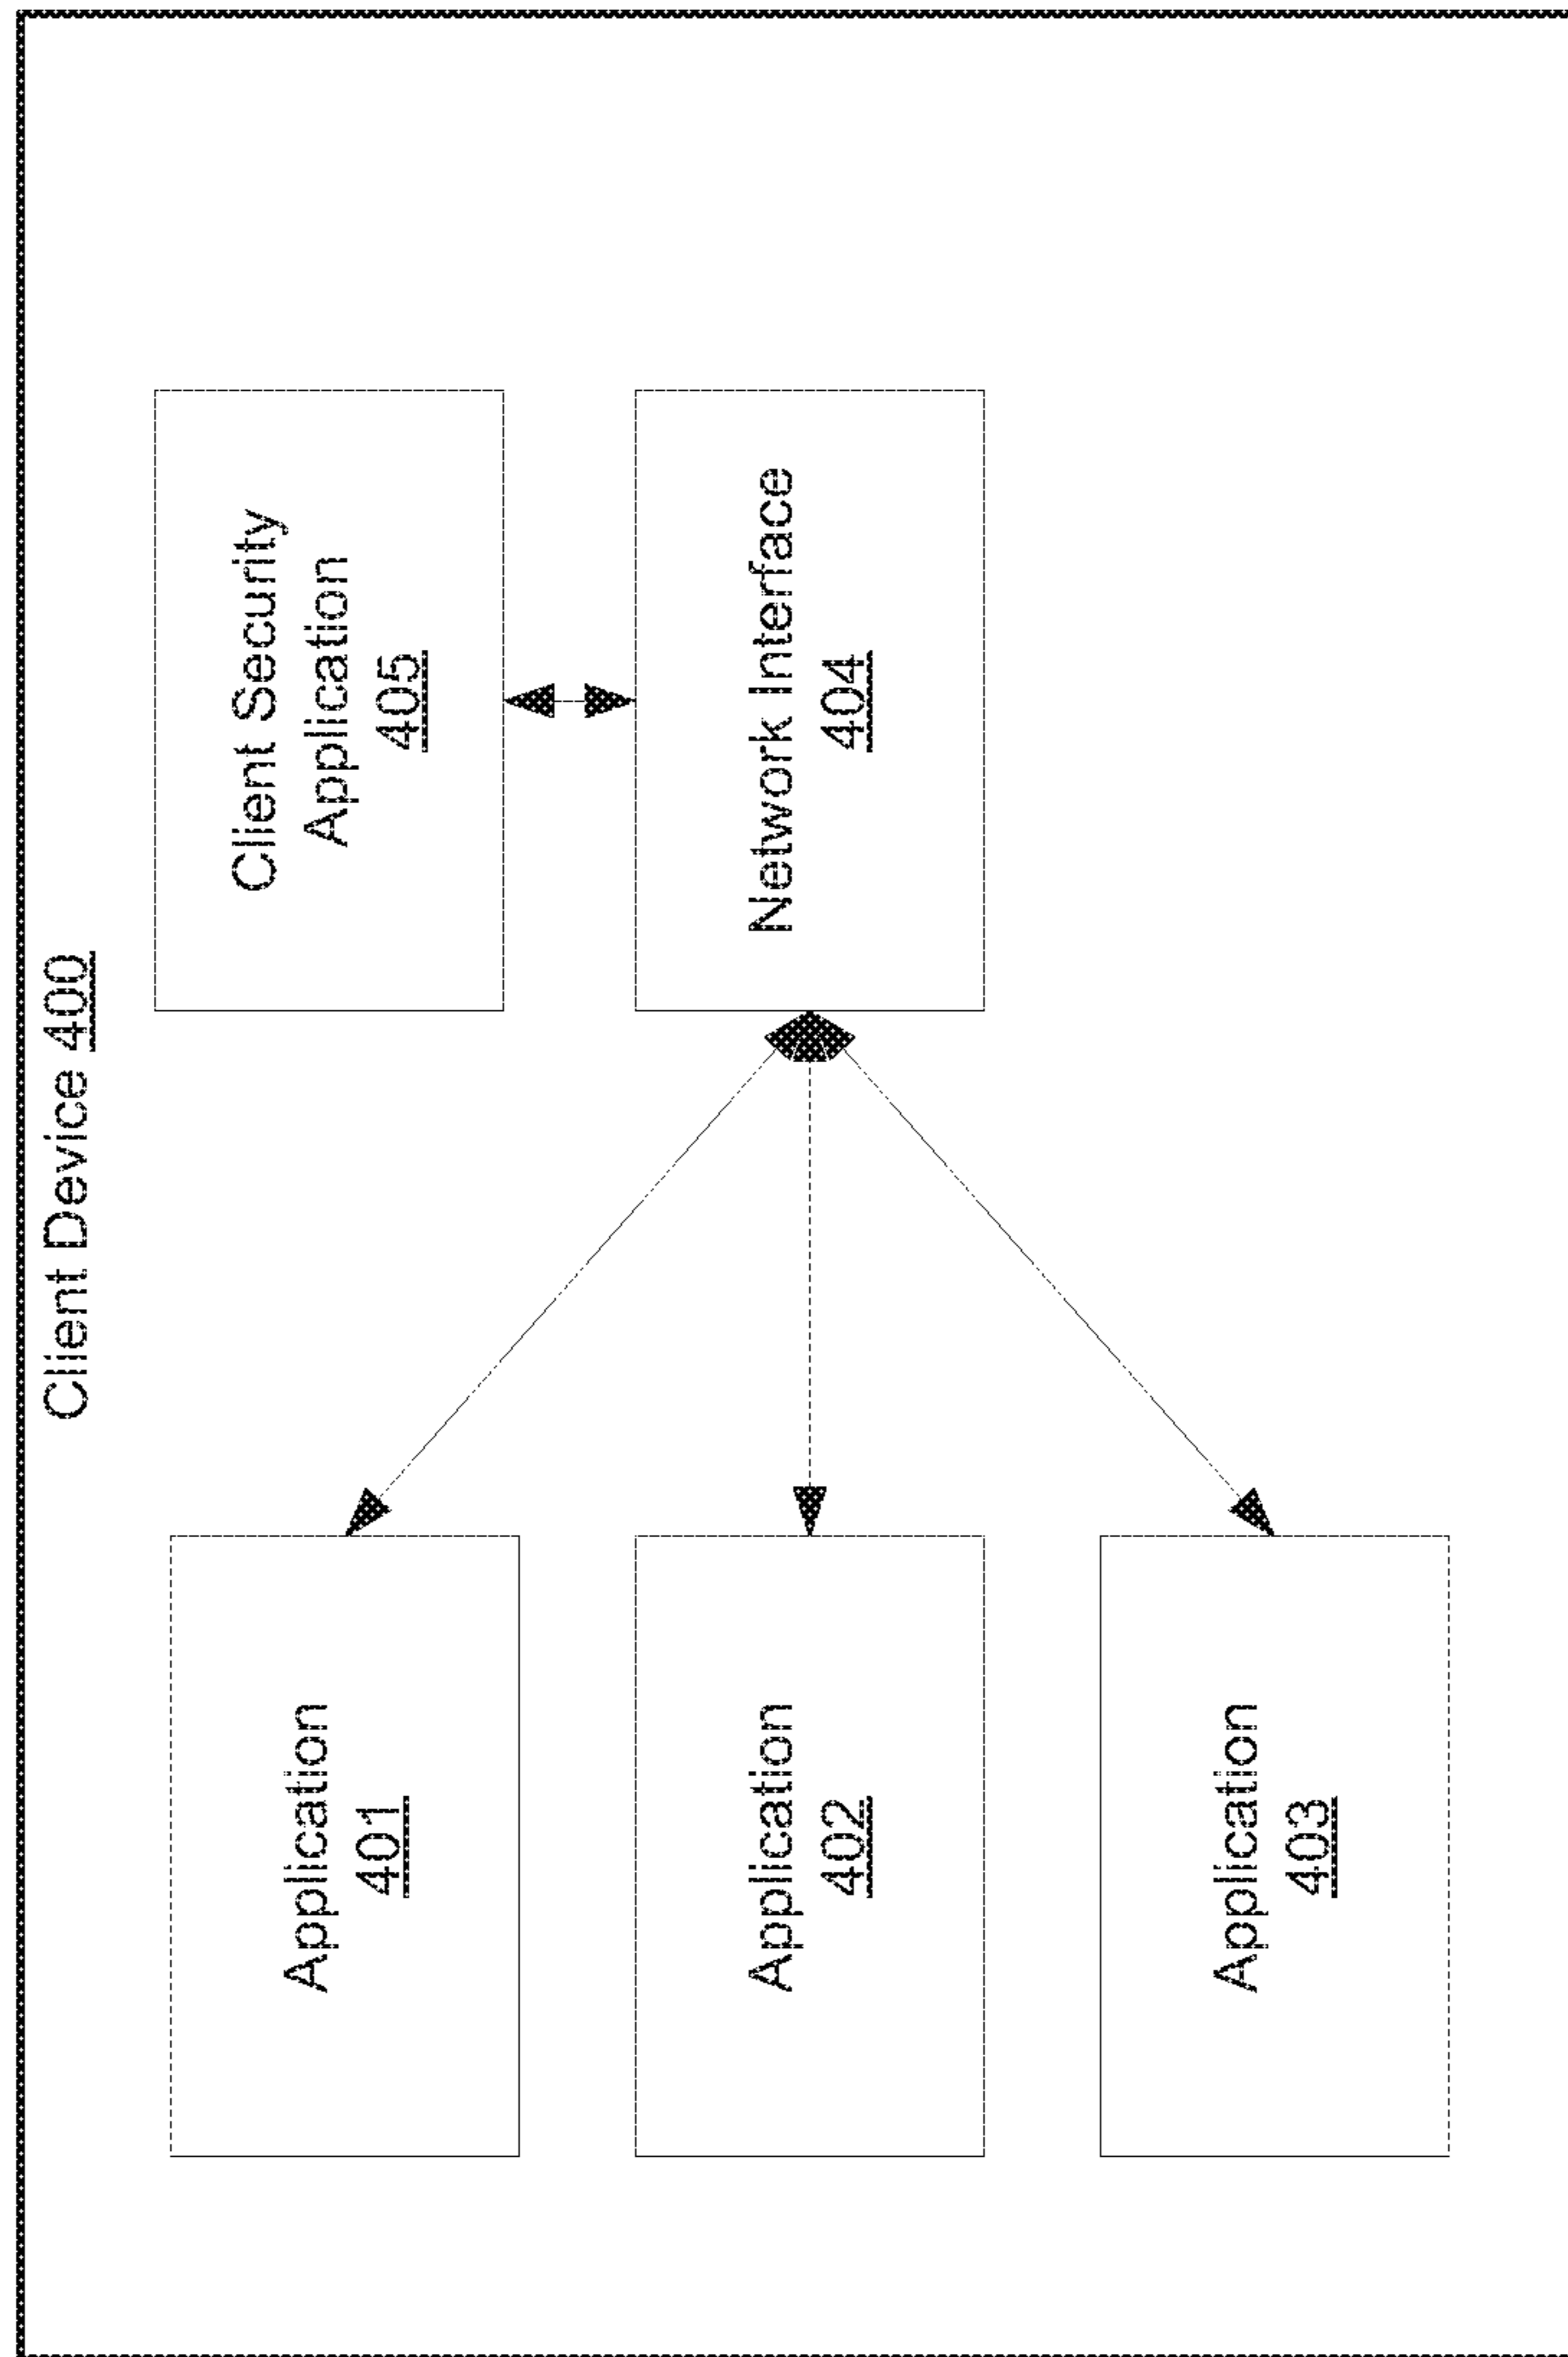 Client Device 400
Application
401
Application
402
Application
403
Client Security
Application
405
Network Interface
404